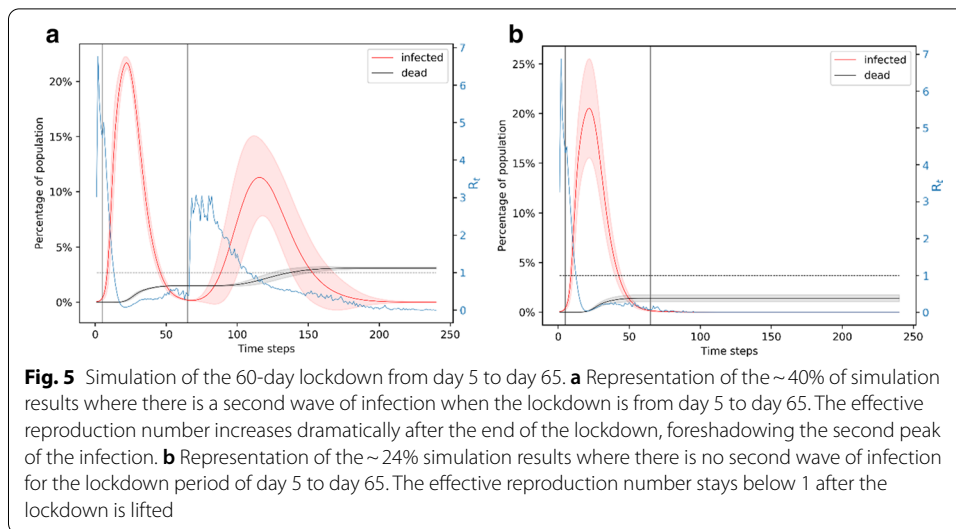 a
b
infected
dead
20%
15%
10%
5%
0%
Percentage of population
7
6
5
4
3
2
1
0
Rt
0 50 100 150 200 250
Time steps
infected
dead
25%
20%
15%
10%
5%
0%
Percentage of population
7
6
5
4
3
2
1
0
Rt
0 50 100 150 200 250
Time steps
Fig. 5 Simulation of the 60-day lockdown from day 5 to day 65. a Representation of the ~ 40% of simulation
results where there is a second wave of infection when the lockdown is from day 5 to day 65. The effective
reproduction number increases dramatically after the end of the lockdown, foreshadowing the second peak
of the infection. b Representation of the ~ 24% simulation results where there is no second wave of infection
for the lockdown period of day 5 to day 65. The effective reproduction number stays below 1 after the
lockdown is lifted